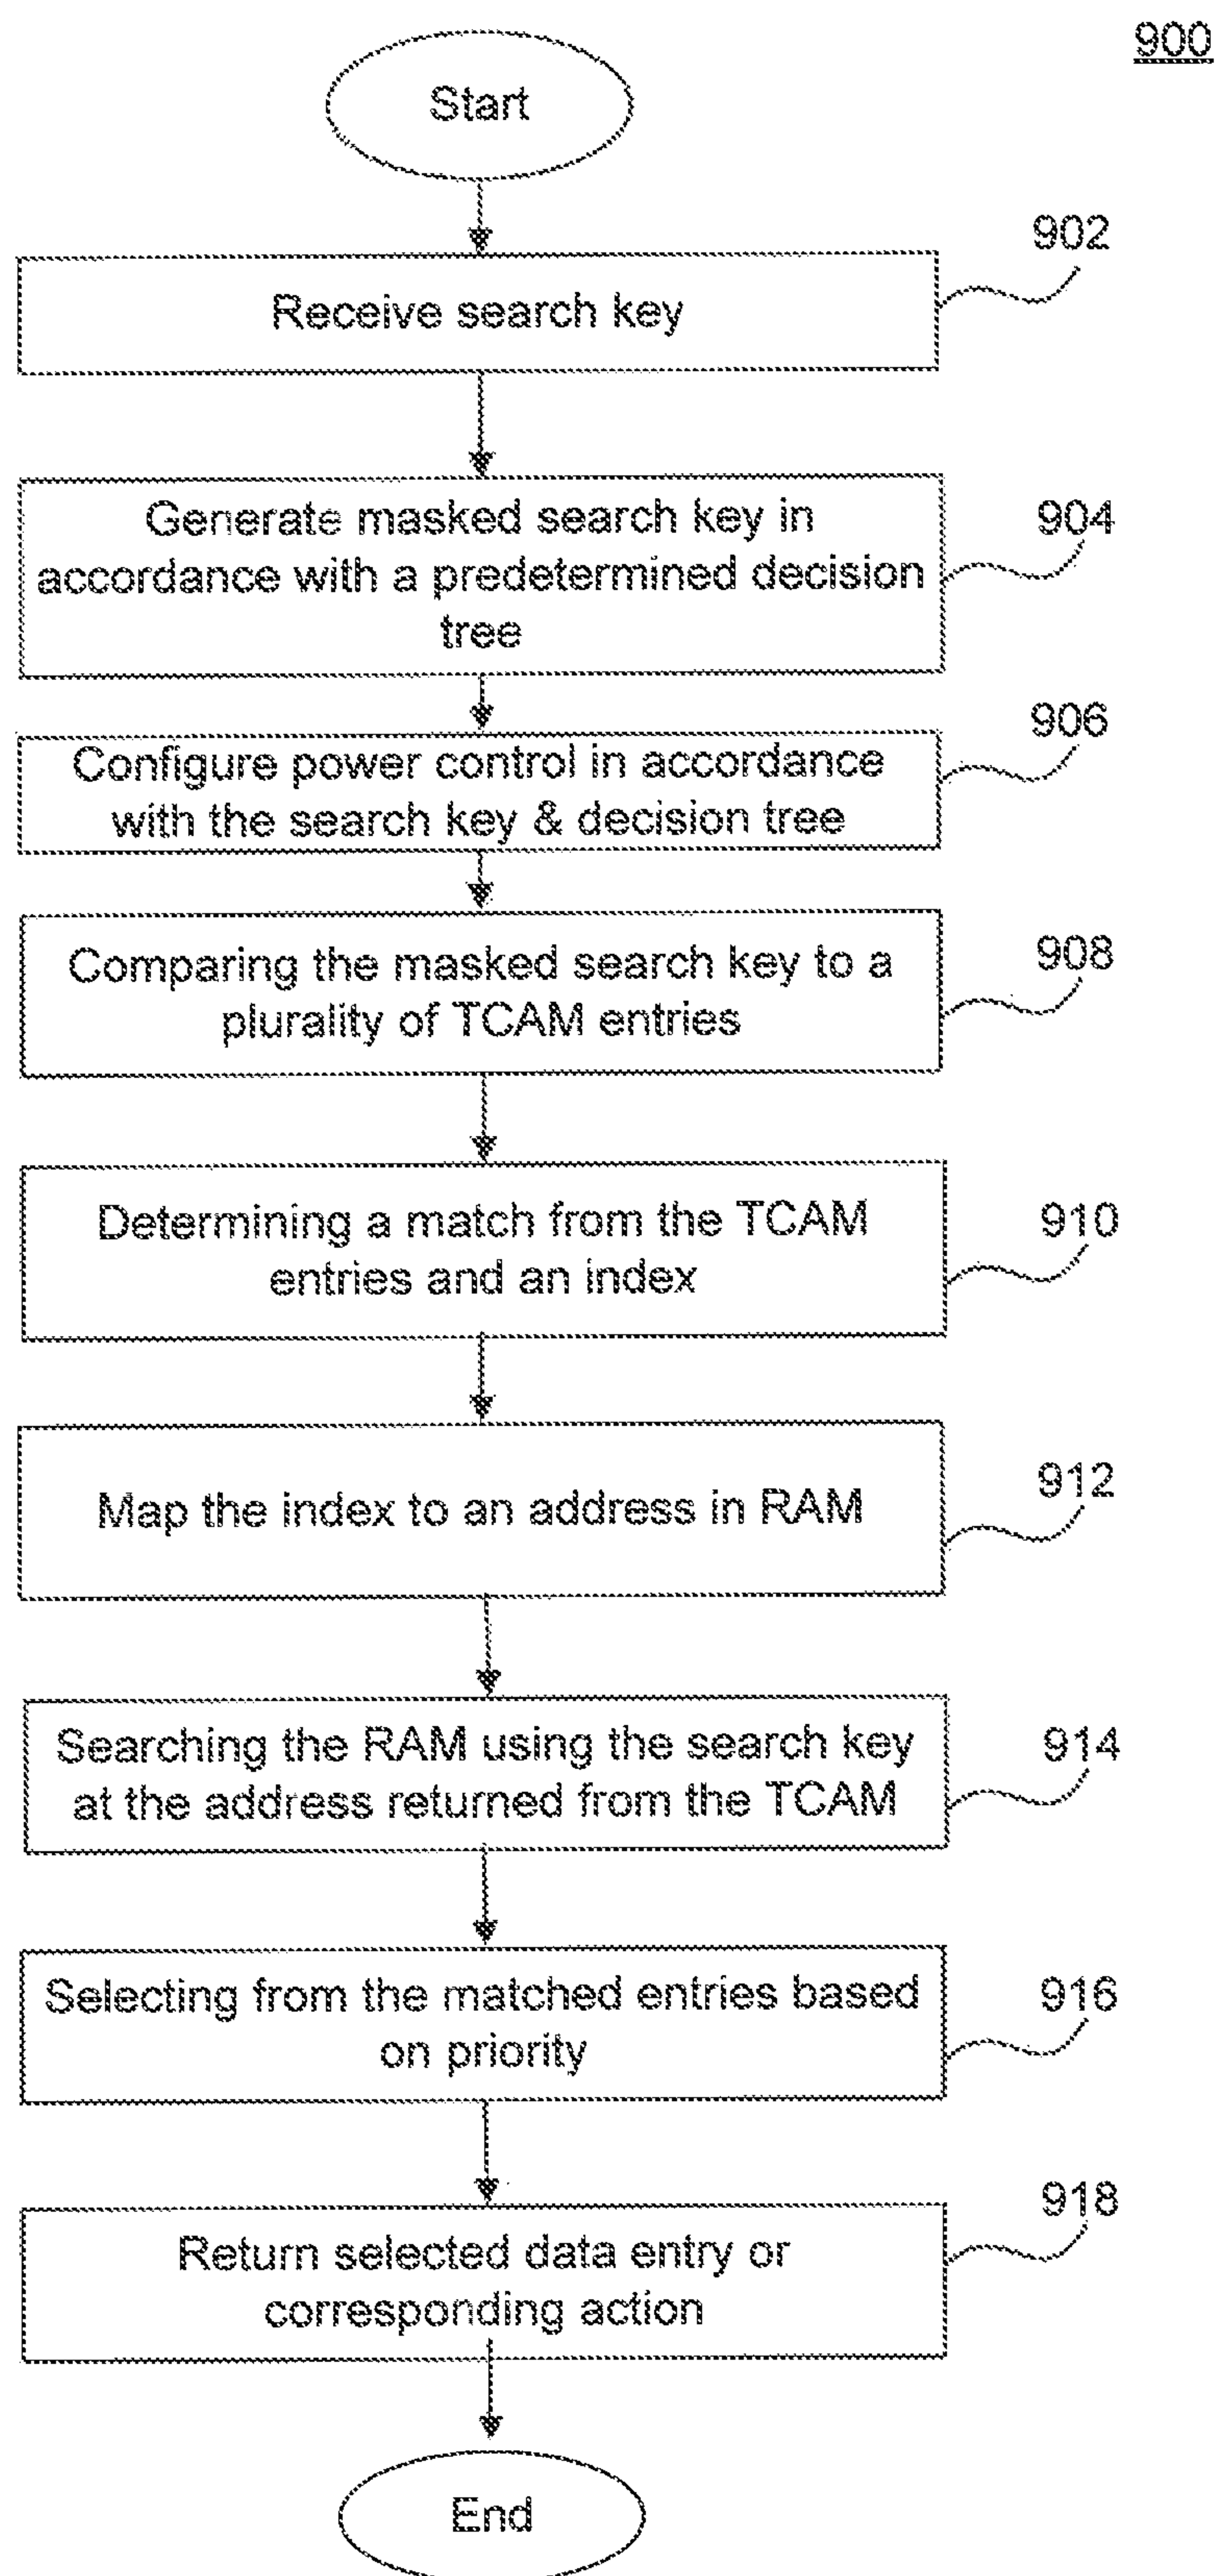 900
Start
902
Receive search key
904
Generate masked search key in
accordance with a predetermined decision
tree
906
Configure power control in accordance
with the search key & decision tree
908
Comparing the masked search key to a
plurality of TCAM entries
910
Determining a match from the TCAM
entries and an index
912
Map the index to an address in RAM
914
Searching the RAM using the search key
at the address returned from the TCAM
916
Selecting from the matched entries based
on priority
918
Return selected data entry or
corresponding action
End